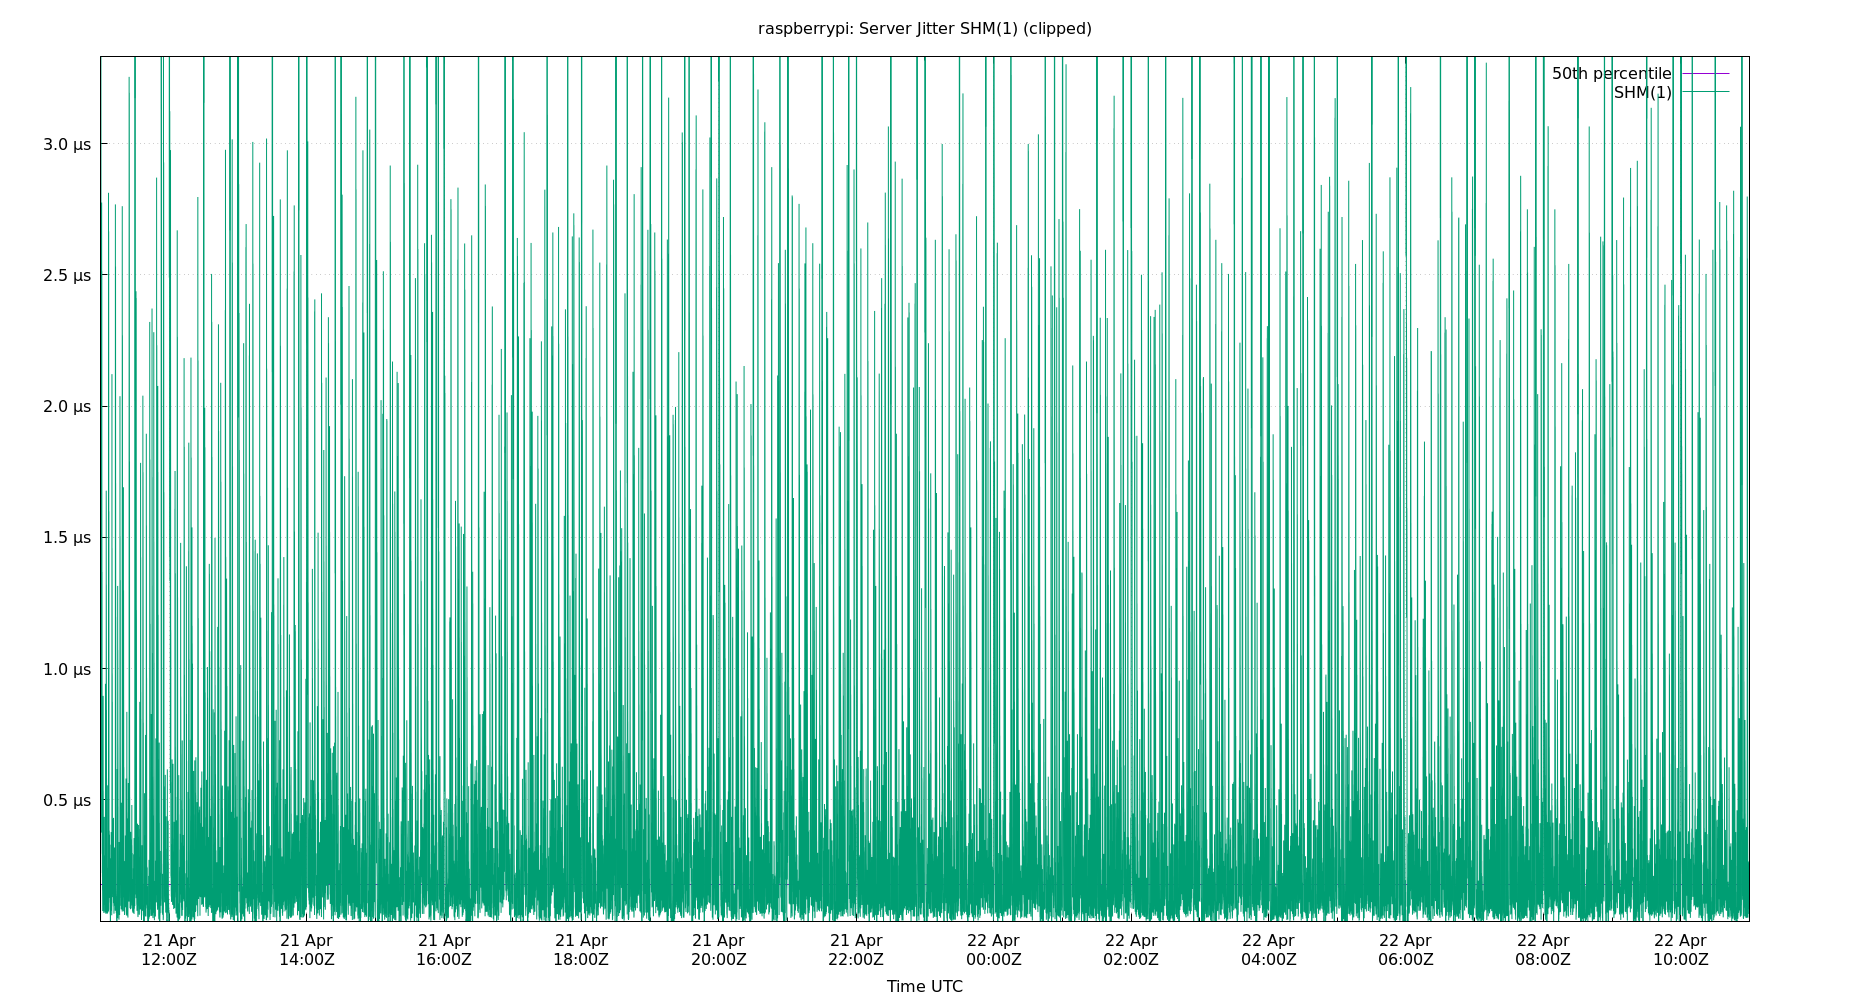 raspberrypi: Server Jitter SHM(1) (clipped)
50th percentile
SHM(1)
3.0 µs
2.5 µs
2.0 µs
1.5 µs
1.0 µs
0.5 µs
21 Apr 21 Apr 21 Apr 21 Apr 21 Apr 21 Apr 22 Apr 22 Apr 22 Apr 22 Apr 22 Apr 22 Apr
12:00Z 14:00Z 16:00Z 18:00Z 20:00Z 22:00Z 00:00Z 02:00Z 04:00Z 06:00Z 08:00Z 10:00Z
Time UTC